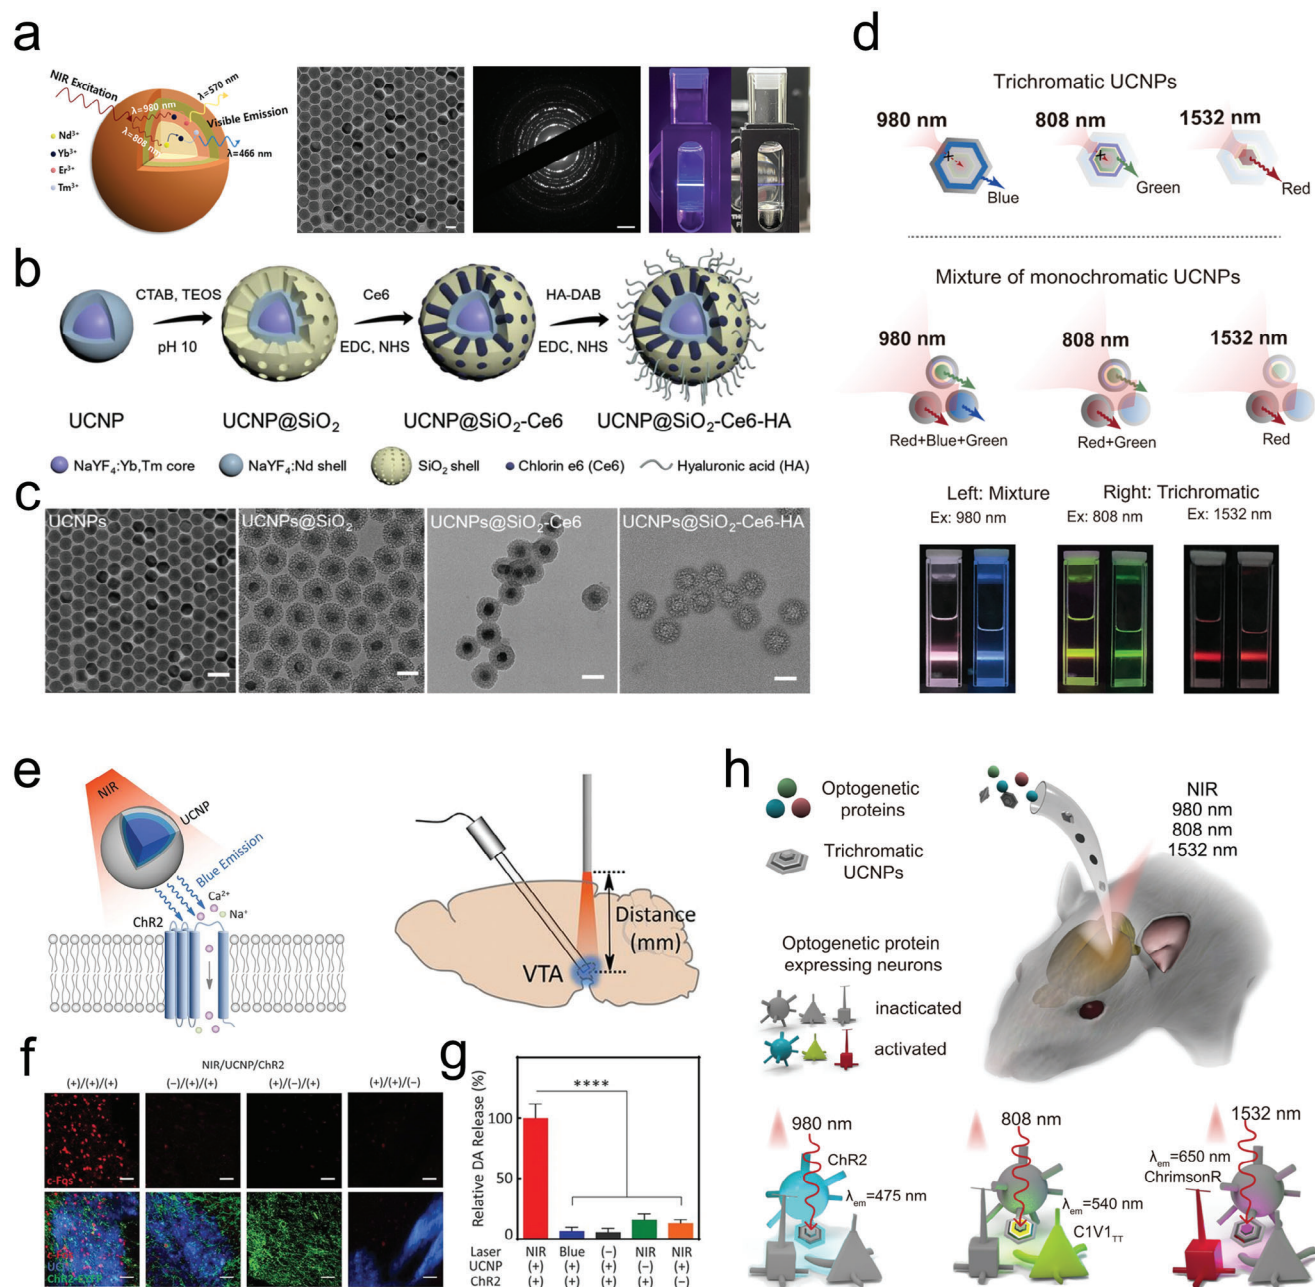 a
NIR Excitation
λ=570 nm
λ=980 nm
Visible Emission
λ=808 nm
λ=466 nm
Nd³⁺
Yb³⁺
Er³⁺
Tm³⁺
b
CTAB, TEOS
pH 10
Ce6
EDC, NHS
HA-DAB
EDC, NHS
UCNP
UCNP@SiO₂
UCNP@SiO₂-Ce6
UCNP@SiO₂-Ce6-HA
NaYF₄:Yb,Tm core
NaYF₄:Nd shell
SiO₂ shell
Chlorin e6 (Ce6)
Hyaluronic acid (HA)
c
UCNPs
UCNPs@SiO₂
UCNPs@SiO₂-Ce6
UCNPs@SiO₂-Ce6-HA
d
Trichromatic UCNPs
980 nm
808 nm
1532 nm
X
X
Blue
Green
Red
Mixture of monochromatic UCNPs
980 nm
808 nm
1532 nm
Red+Blue+Green
Red+Green
Red
Left: Mixture
Right: Trichromatic
Ex: 980 nm
Ex: 808 nm
Ex: 1532 nm
e
NIR
UCNP
Blue Emission
Ca²⁺
Na⁺
ChR2
Distance
(mm)
VTA
f
NIR/UCNP/ChR2
(+)/(+)/(+)
(−)/(+)/(+)
(+)/(−)/(+)
(+)/(+)/(−)
c-Fos
c-Fos
ChR2-EYFP
g
Relative DA Release (%)
100
50
0
****
Laser NIR Blue (−) NIR NIR
UCNP (+) (+) (+) (−) (+)
ChR2 (+) (+) (+) (+) (−)
h
Optogenetic
proteins
Trichromatic
UCNPs
NIR
980 nm
808 nm
1532 nm
Optogenetic protein
expressing neurons
inacticated
activated
980 nm
ChR2
λem=475 nm
808 nm
λem=540 nm
C1V1TT
1532 nm
λem=650 nm
ChrimsonR